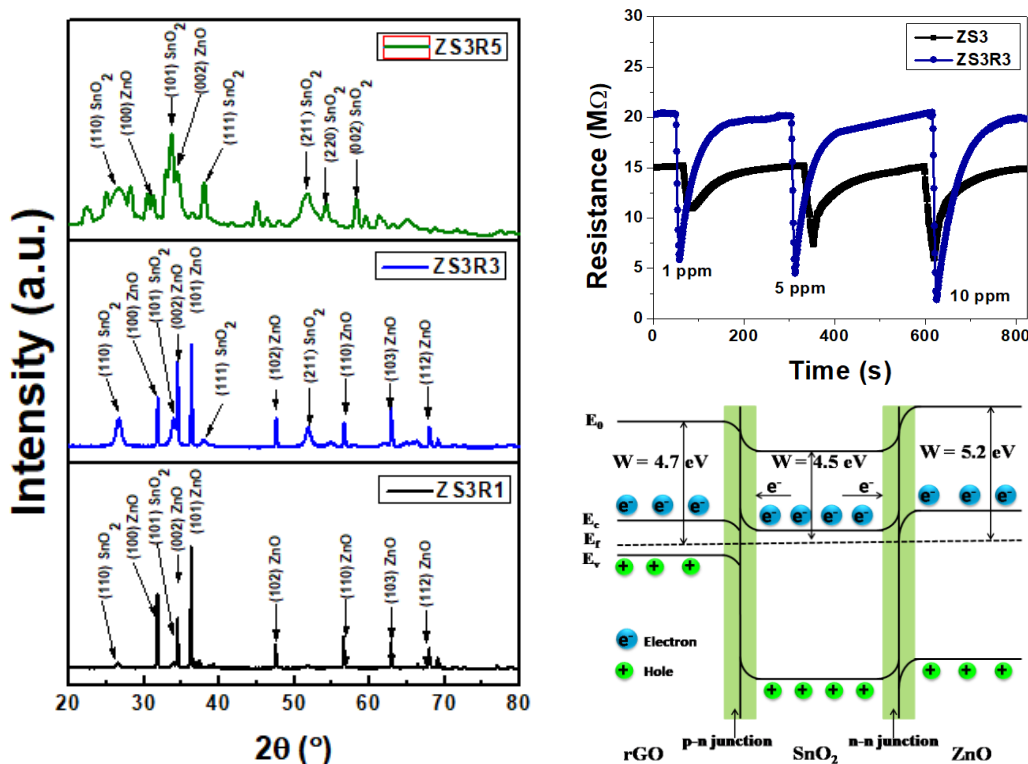 Intensity (a.u.)
ZS3R5
(110) SnO2
(100) ZnO
(101) SnO2
(002) ZnO
(111) SnO2
(211) SnO2
(220) SnO2
(002) SnO2
ZS3R3
(110) SnO2
(100) ZnO
(101) SnO2
(002) ZnO
(101) ZnO
(111) SnO2
(102) ZnO
(211) SnO2
(110) ZnO
(103) ZnO
(112) ZnO
ZS3R1
(110) SnO2
(100) ZnO
(101) SnO2
(002) ZnO
(101) ZnO
(102) ZnO
(110) ZnO
(103) ZnO
(112) ZnO
20 30 40 50 60 70 80
2θ (°)
Resistance (MΩ)
30
25
20
15
10
5
0
ZS3
ZS3R3
1 ppm
5 ppm
10 ppm
0 200 400 600 800
Time (s)
E0
W = 4.7 eV
W = 4.5 eV
W = 5.2 eV
e- e-
e- e- e- e- e- e- e- e- e- e-
Ec
Ef
Ev
+ + +
e- Electron
+ Hole
+ + + + + + +
p-n junction
n-n junction
rGO SnO2 ZnO